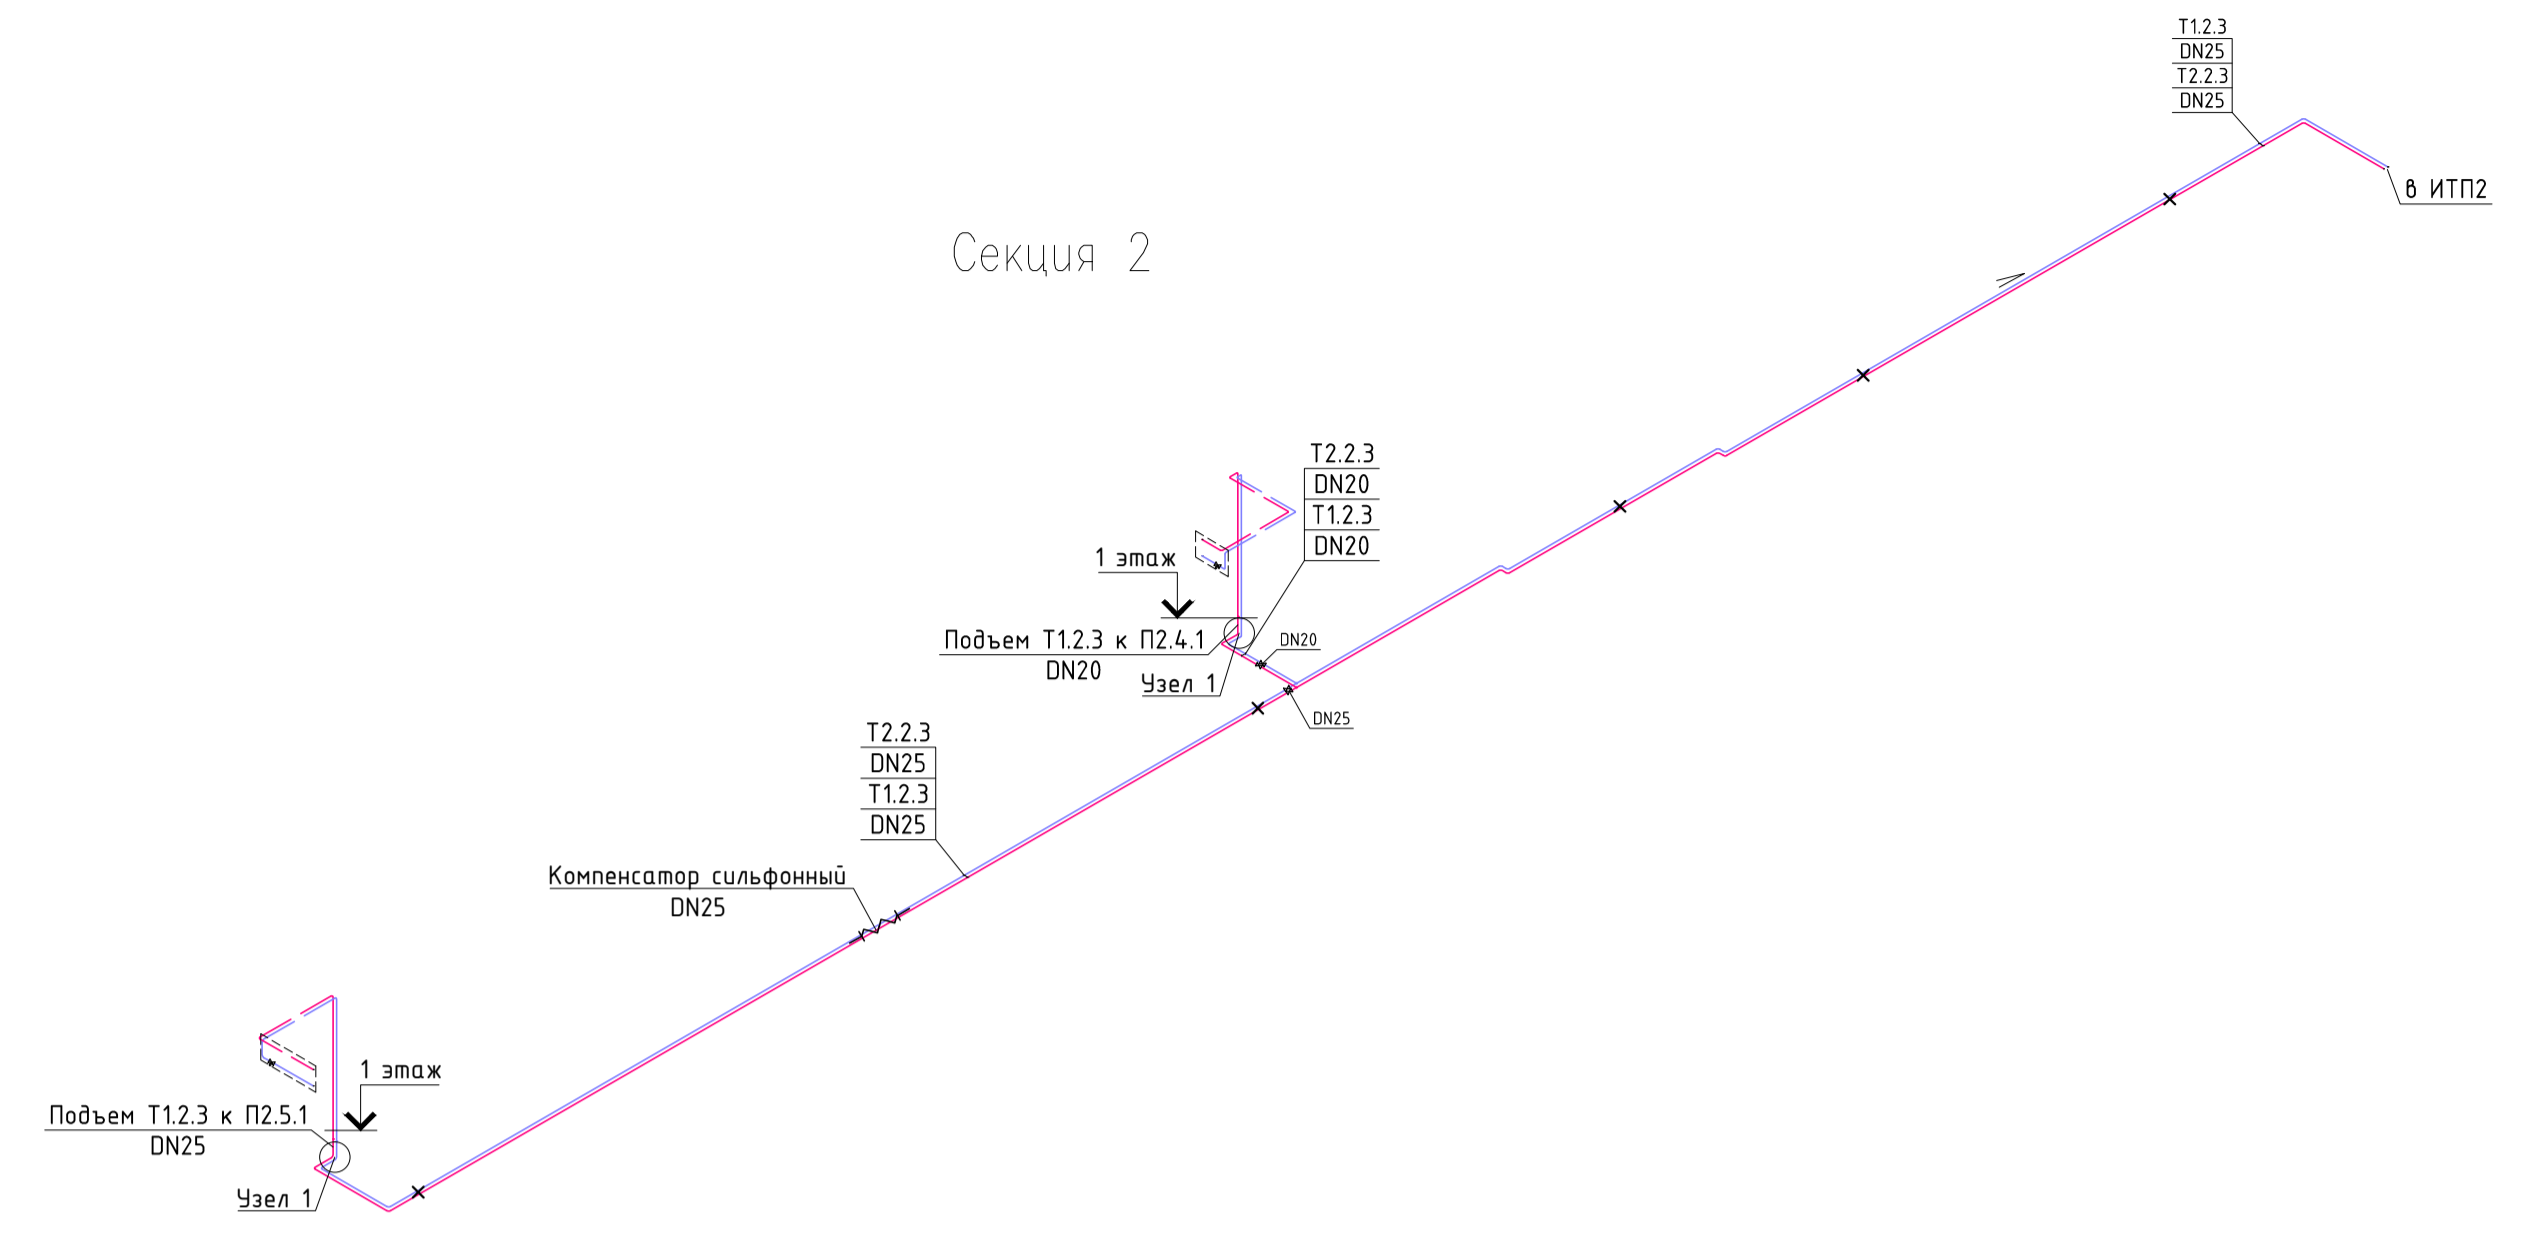 Т1.2.3
DN25
Т2.2.3
DN25
в ИТП2
Секция 2
Т2.2.3
DN20
Т1.2.3
DN20
1 этаж
Подъем Т1.2.3 к П2.4.1
DN20
Узел 1
DN20
DN25
Т2.2.3
DN25
Т1.2.3
DN25
Компенсатор сильфонный
DN25
1 этаж
Подъем Т1.2.3 к П2.5.1
DN25
Узел 1